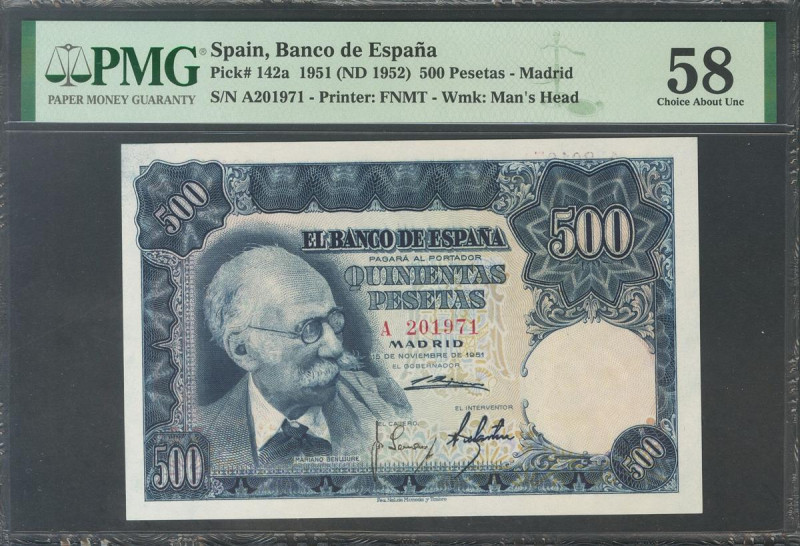 PMG®
PAPER MONEY GUARANTY
Spain, Banco de España
Pick# 142a 1951 (ND 1952) 500 Pesetas - Madrid
S/N A201971 - Printer: FNMT - Wmk: Man's Head
58
Choice About Unc
500
500
EL BANCO DE ESPAÑA
PAGARÁ AL PORTADOR
QUINIENTAS
PESETAS
A 201971
MADRID
15 DE NOVIEMBRE DE 1951
EL GOBERNADOR
EL INTERVENTOR
EL CAJERO
MARIANO BENLLIURE
500
500